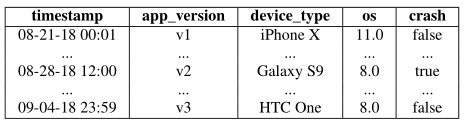 timestamp app_version device_type os crash
08-21-18 00:01 v1 iPhone X 11.0 false
... ... ... ... ...
08-28-18 12:00 v2 Galaxy S9 8.0 true
... ... ... ... ...
09-04-18 23:59 v3 HTC One 8.0 false